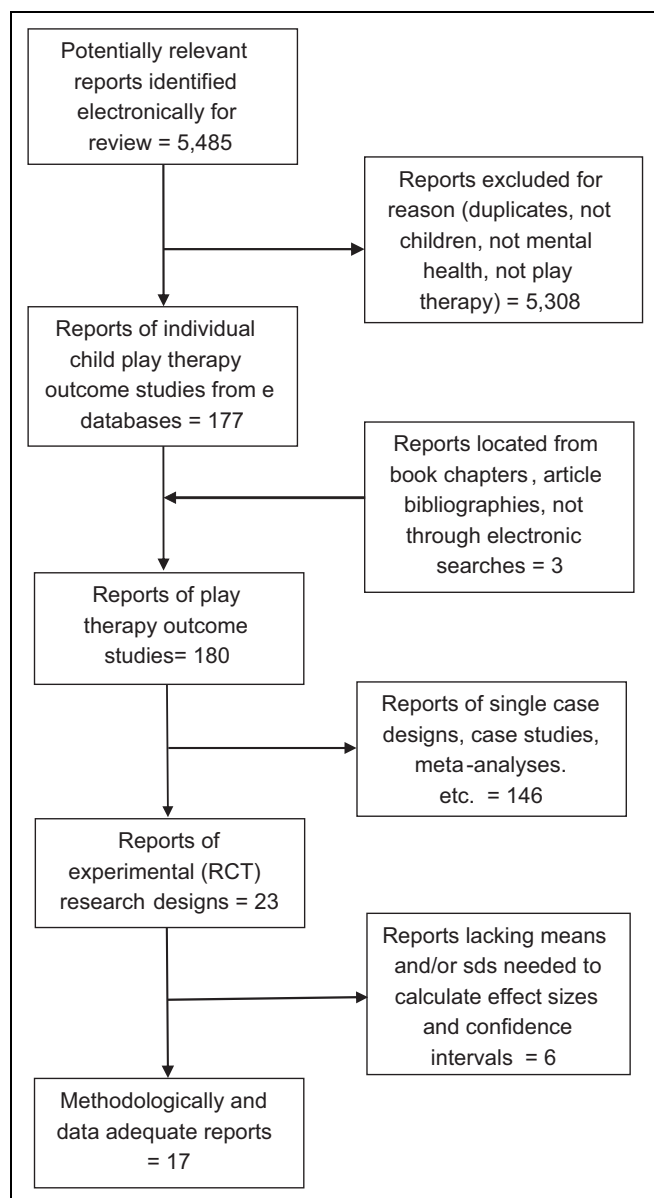 Potentially relevant
reports identified
electronically for
review = 5,485
Reports excluded for
reason (duplicates, not
children, not mental
health, not play
therapy) = 5,308
Reports of individual
child play therapy
outcome studies from e
databases = 177
Reports located from
book chapters, article
bibliographies, not
through electronic
searches = 3
Reports of play
therapy outcome
studies= 180
Reports of single case
designs, case studies,
meta-analyses.
etc. = 146
Reports of
experimental (RCT)
research designs = 23
Reports lacking means
and/or sds needed to
calculate effect sizes
and confidence
intervals = 6
Methodologically and
data adequate reports
= 17